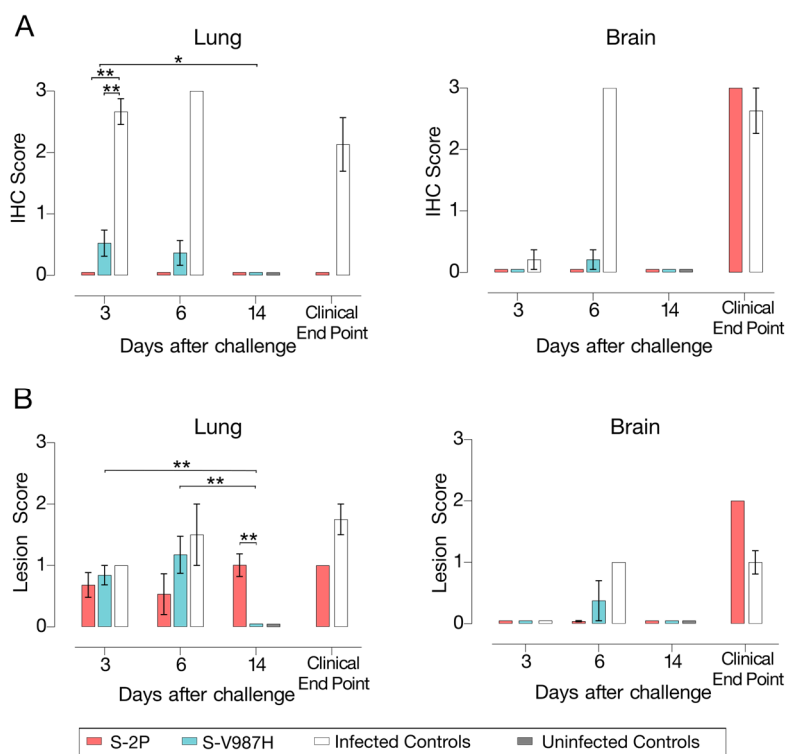 A
Lung
Brain
*
**
**
IHC Score
3
2
1
0
3
6
14
Clinical
End Point
Days after challenge
IHC Score
3
2
1
0
3
6
14
Clinical
End Point
Days after challenge
B
Lung
Brain
**
**
**
Lesion Score
3
2
1
0
3
6
14
Clinical
End Point
Days after challenge
Lesion Score
3
2
1
0
3
6
14
Clinical
End Point
Days after challenge
S-2P S-V987H Infected Controls Uninfected Controls